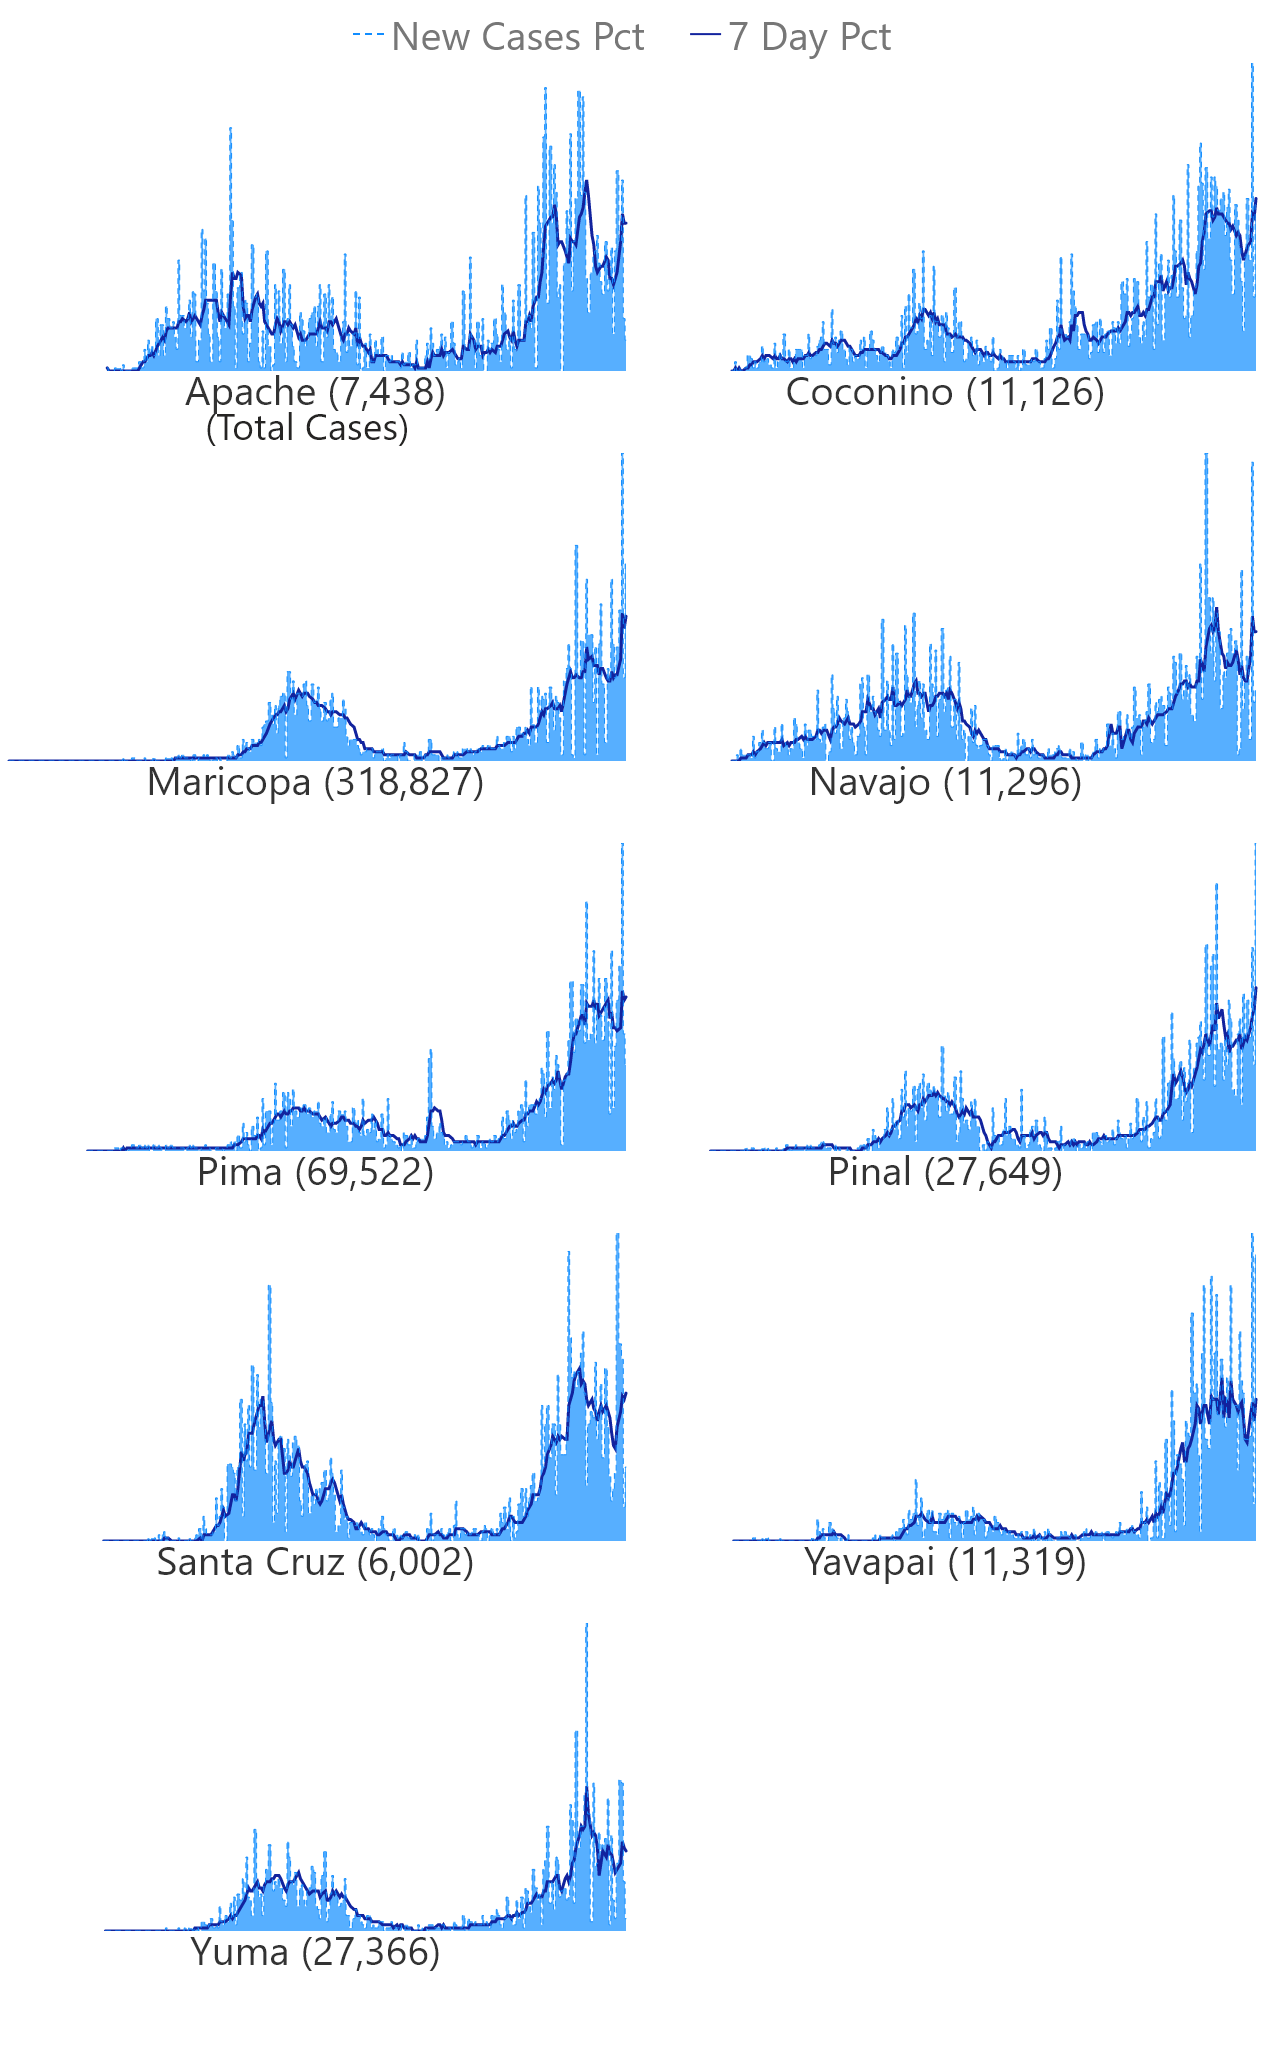 New Cases Pct 7 Day Pct
Apache (7,438) Coconino (11,126)
(Total Cases)
Maricopa (318,827) Navajo (11,296)
Pima (69,522) Pinal (27,649)
Santa Cruz (6,002) Yavapai (11,319)
Yuma (27,366)